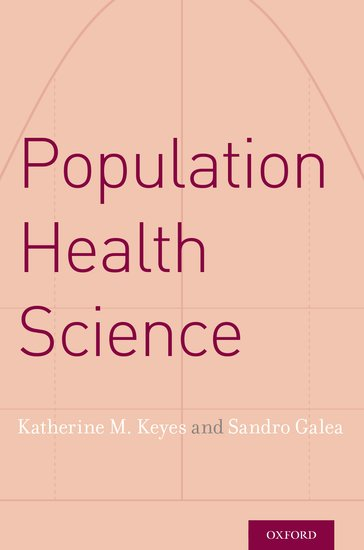 Population
Health
Science
Katherine M. Keyes and Sandro Galea
OXFORD